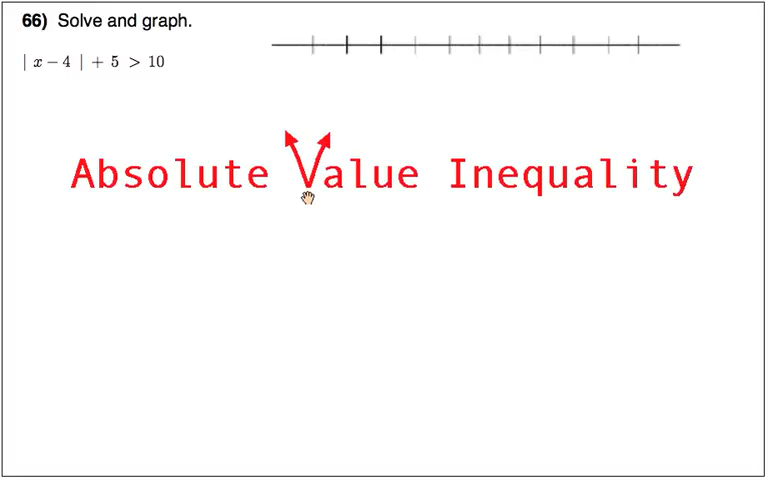 66) Solve and graph.
| x − 4 | + 5 > 10
Absolute Value Inequality